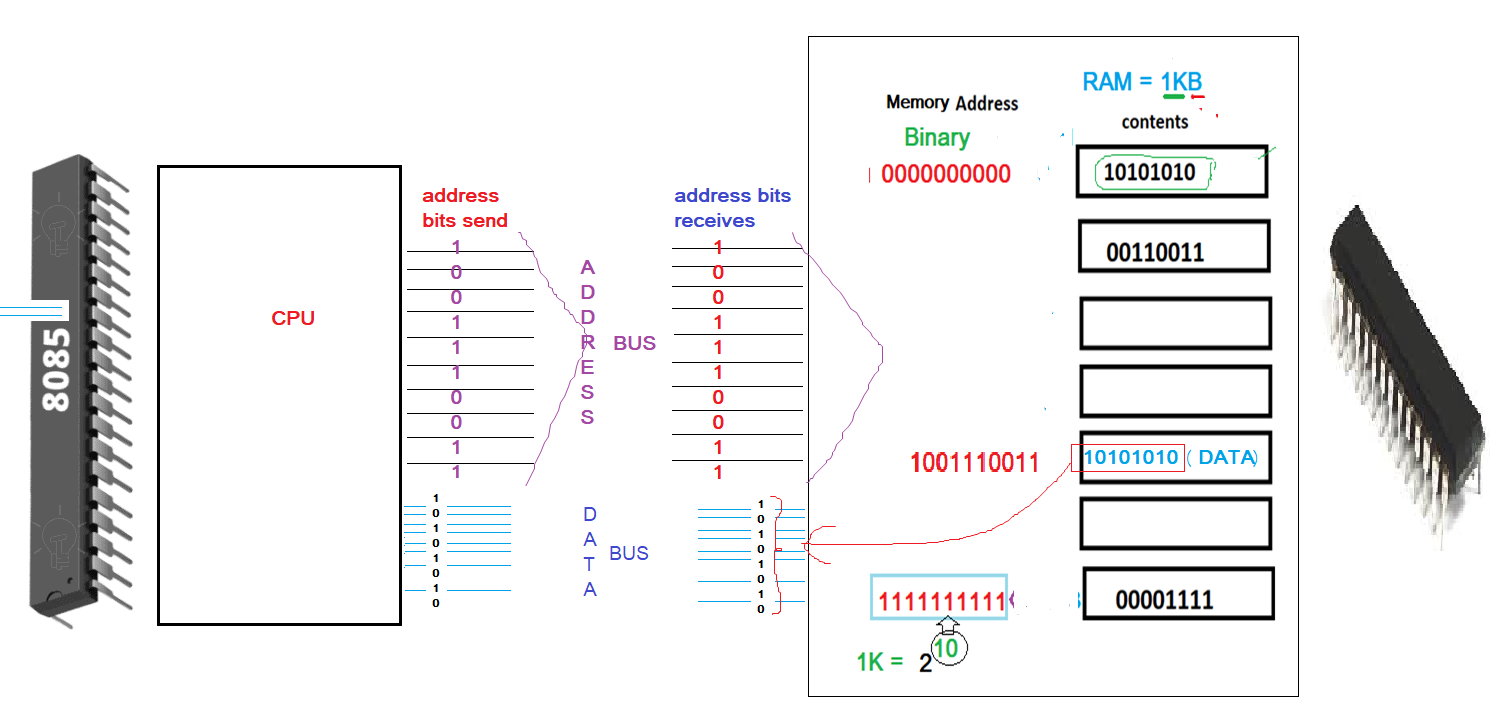 8085
CPU
address
bits send
1
0
0
1
1
1
0
0
1
1
ADDRESS
BUS
1
0
1
0
1
0
1
0
DATA
BUS
address bits
receives
1
0
0
1
1
1
0
0
1
1
1
0
1
0
1
0
1
0
RAM = 1KB
Memory Address
contents
Binary
0000000000
10101010
00110011
1001110011
10101010 ( DATA)
1111111111
00001111
1K = 2
10